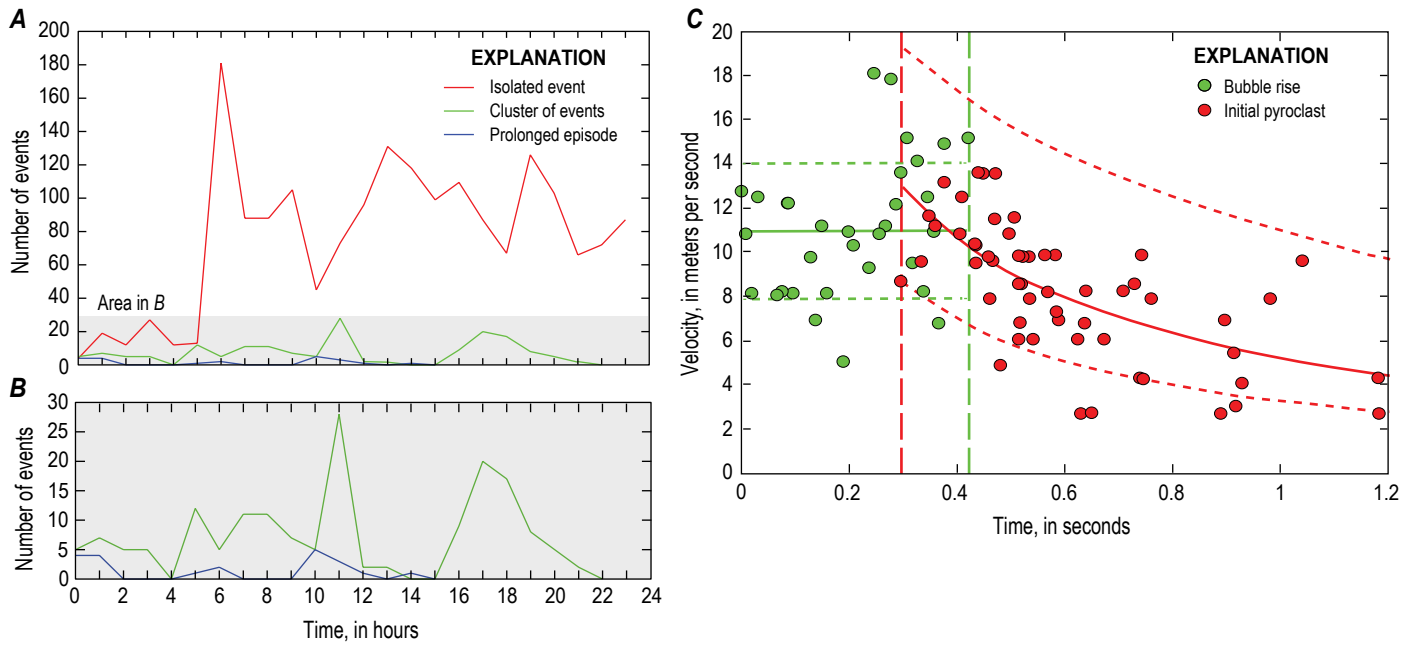 A
200
180
160
140
120
100
80
60
40
20
0
Number of events
EXPLANATION
Isolated event
Cluster of events
Prolonged episode
Area in B
B
30
25
20
15
10
5
0
Number of events
0 2 4 6 8 10 12 14 16 18 20 22 24
Time, in hours
C
20
18
16
14
12
10
8
6
4
2
0
Velocity, in meters per second
EXPLANATION
Bubble rise
Initial pyroclast
0 0.2 0.4 0.6 0.8 1 1.2
Time, in seconds